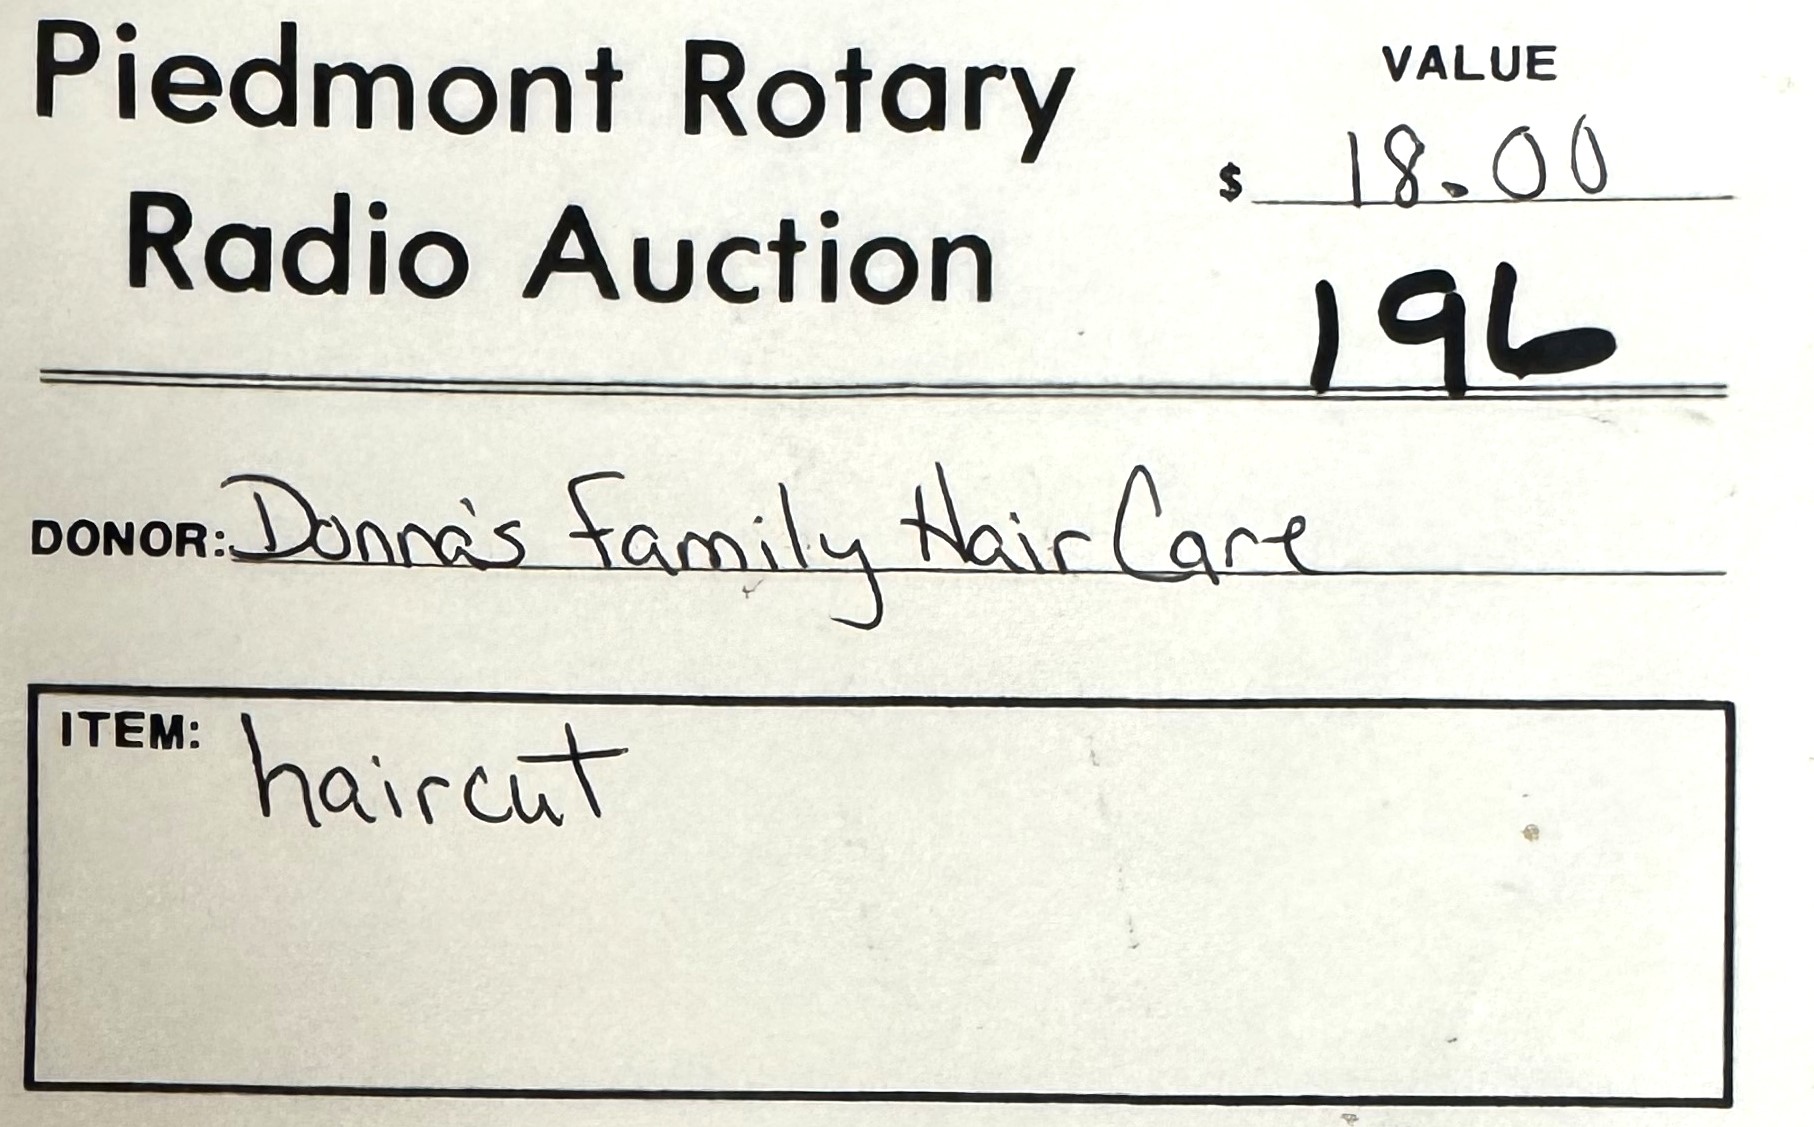 Piedmont Rotary
Radio Auction
VALUE
$ 18.00
196
DONOR: Donna's Family Hair Care
ITEM: haircut